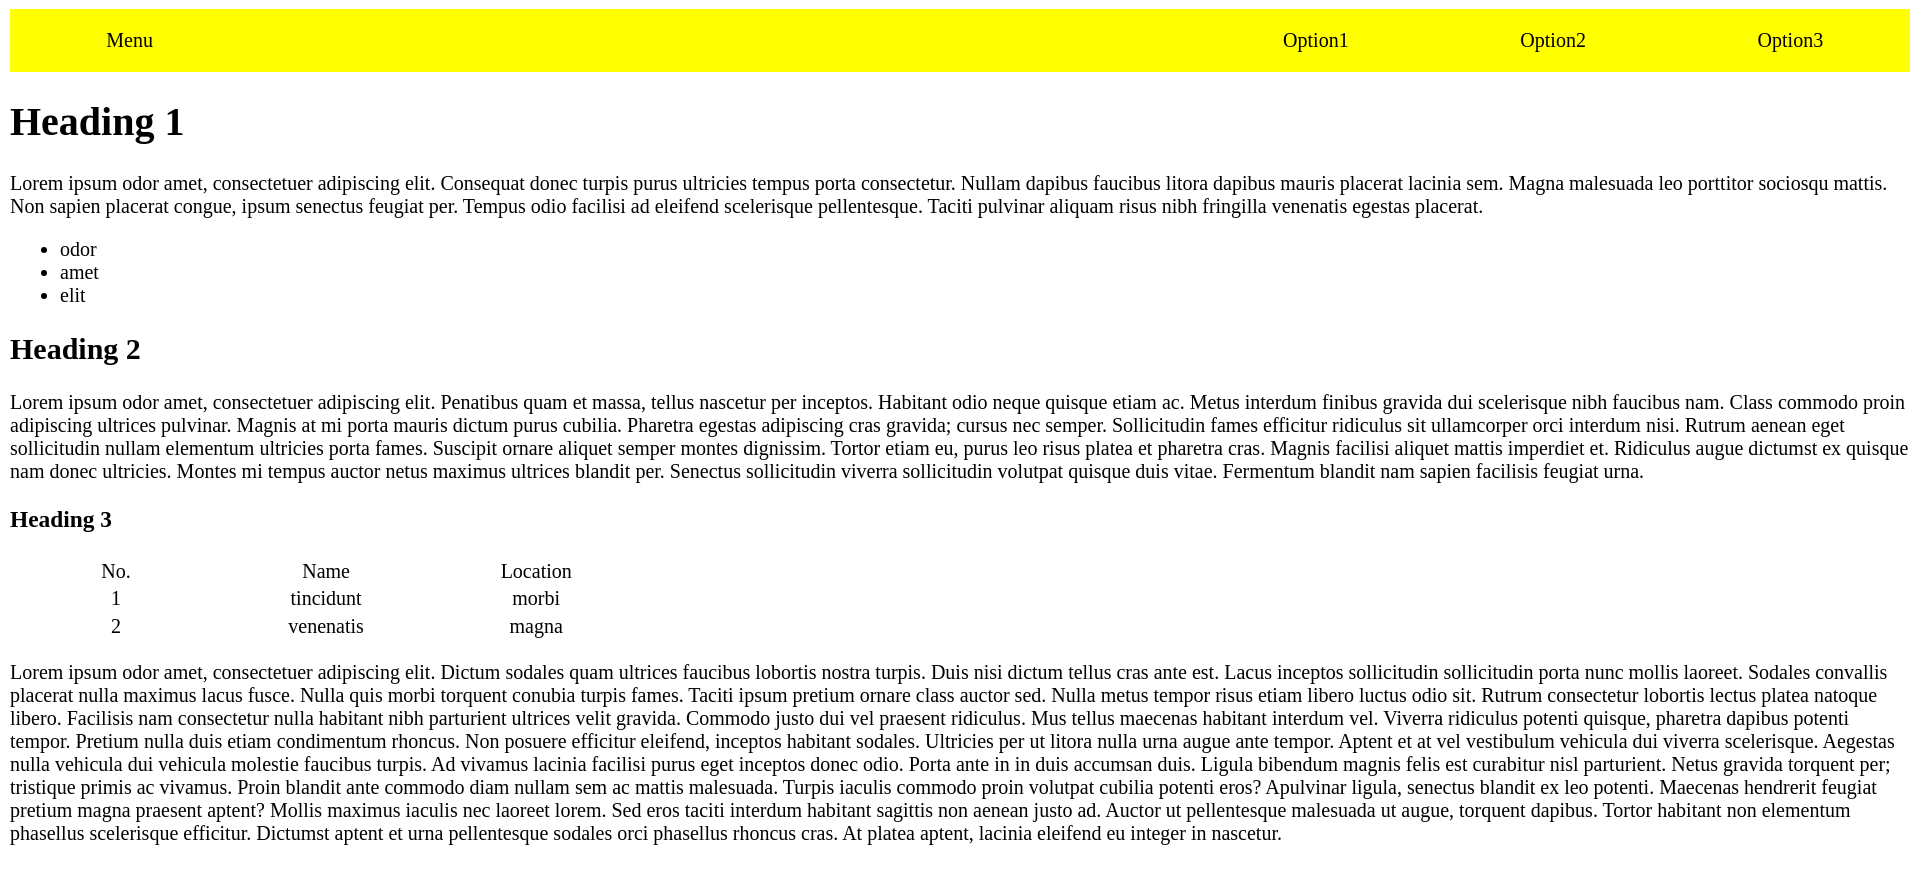 Menu Option1 Option2 Option3
Heading 1
Lorem ipsum odor amet, consectetuer adipiscing elit. Consequat donec turpis purus ultricies tempus porta consectetur. Nullam dapibus faucibus litora dapibus mauris placerat lacinia sem. Magna malesuada leo porttitor sociosqu mattis.
Non sapien placerat congue, ipsum senectus feugiat per. Tempus odio facilisi ad eleifend scelerisque pellentesque. Taciti pulvinar aliquam risus nibh fringilla venenatis egestas placerat.
• odor
• amet
• elit
Heading 2
Lorem ipsum odor amet, consectetuer adipiscing elit. Penatibus quam et massa, tellus nascetur per inceptos. Habitant odio neque quisque etiam ac. Metus interdum finibus gravida dui scelerisque nibh faucibus nam. Class commodo proin
adipiscing ultrices pulvinar. Magnis at mi porta mauris dictum purus cubilia. Pharetra egestas adipiscing cras gravida; cursus nec semper. Sollicitudin fames efficitur ridiculus sit ullamcorper orci interdum nisi. Rutrum aenean eget
sollicitudin nullam elementum ultricies porta fames. Suscipit ornare aliquet semper montes dignissim. Tortor etiam eu, purus leo risus platea et pharetra cras. Magnis facilisi aliquet mattis imperdiet et. Ridiculus augue dictumst ex quisque
nam donec ultricies. Montes mi tempus auctor netus maximus ultrices blandit per. Senectus sollicitudin viverra sollicitudin volutpat quisque duis vitae. Fermentum blandit nam sapien facilisis feugiat urna.
Heading 3
No. Name Location
1 tincidunt morbi
2 venenatis magna
Lorem ipsum odor amet, consectetuer adipiscing elit. Dictum sodales quam ultrices faucibus lobortis nostra turpis. Duis nisi dictum tellus cras ante est. Lacus inceptos sollicitudin sollicitudin porta nunc mollis laoreet. Sodales convallis
placerat nulla maximus lacus fusce. Nulla quis morbi torquent conubia turpis fames. Taciti ipsum pretium ornare class auctor sed. Nulla metus tempor risus etiam libero luctus odio sit. Rutrum consectetur lobortis lectus platea natoque
libero. Facilisis nam consectetur nulla habitant nibh parturient ultrices velit gravida. Commodo justo dui vel praesent ridiculus. Mus tellus maecenas habitant interdum vel. Viverra ridiculus potenti quisque, pharetra dapibus potenti
tempor. Pretium nulla duis etiam condimentum rhoncus. Non posuere efficitur eleifend, inceptos habitant sodales. Ultricies per ut litora nulla urna augue ante tempor. Aptent et at vel vestibulum vehicula dui viverra scelerisque. Aegestas
nulla vehicula dui vehicula molestie faucibus turpis. Ad vivamus lacinia facilisi purus eget inceptos donec odio. Porta ante in in duis accumsan duis. Ligula bibendum magnis felis est curabitur nisl parturient. Netus gravida torquent per;
tristique primis ac vivamus. Proin blandit ante commodo diam nullam sem ac mattis malesuada. Turpis iaculis commodo proin volutpat cubilia potenti eros? Apulvinar ligula, senectus blandit ex leo potenti. Maecenas hendrerit feugiat
pretium magna praesent aptent? Mollis maximus iaculis nec laoreet lorem. Sed eros taciti interdum habitant sagittis non aenean justo ad. Auctor ut pellentesque malesuada ut augue, torquent dapibus. Tortor habitant non elementum
phasellus scelerisque efficitur. Dictumst aptent et urna pellentesque sodales orci phasellus rhoncus cras. At platea aptent, lacinia eleifend eu integer in nascetur.